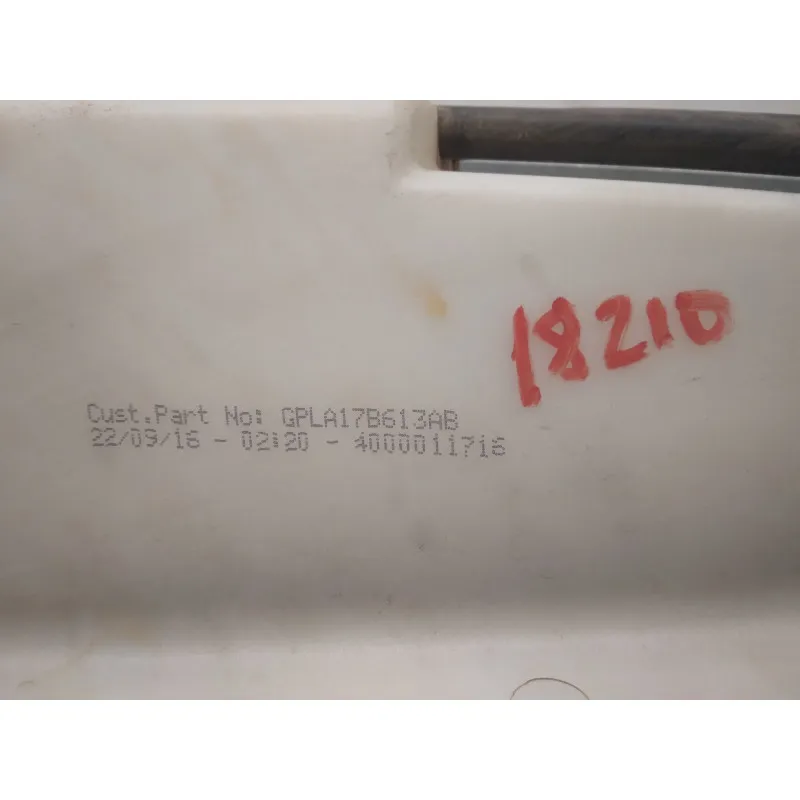 18210
Cust.Part No: GPLA17B613AB
22/09/16 - 02:20 - 4000011716